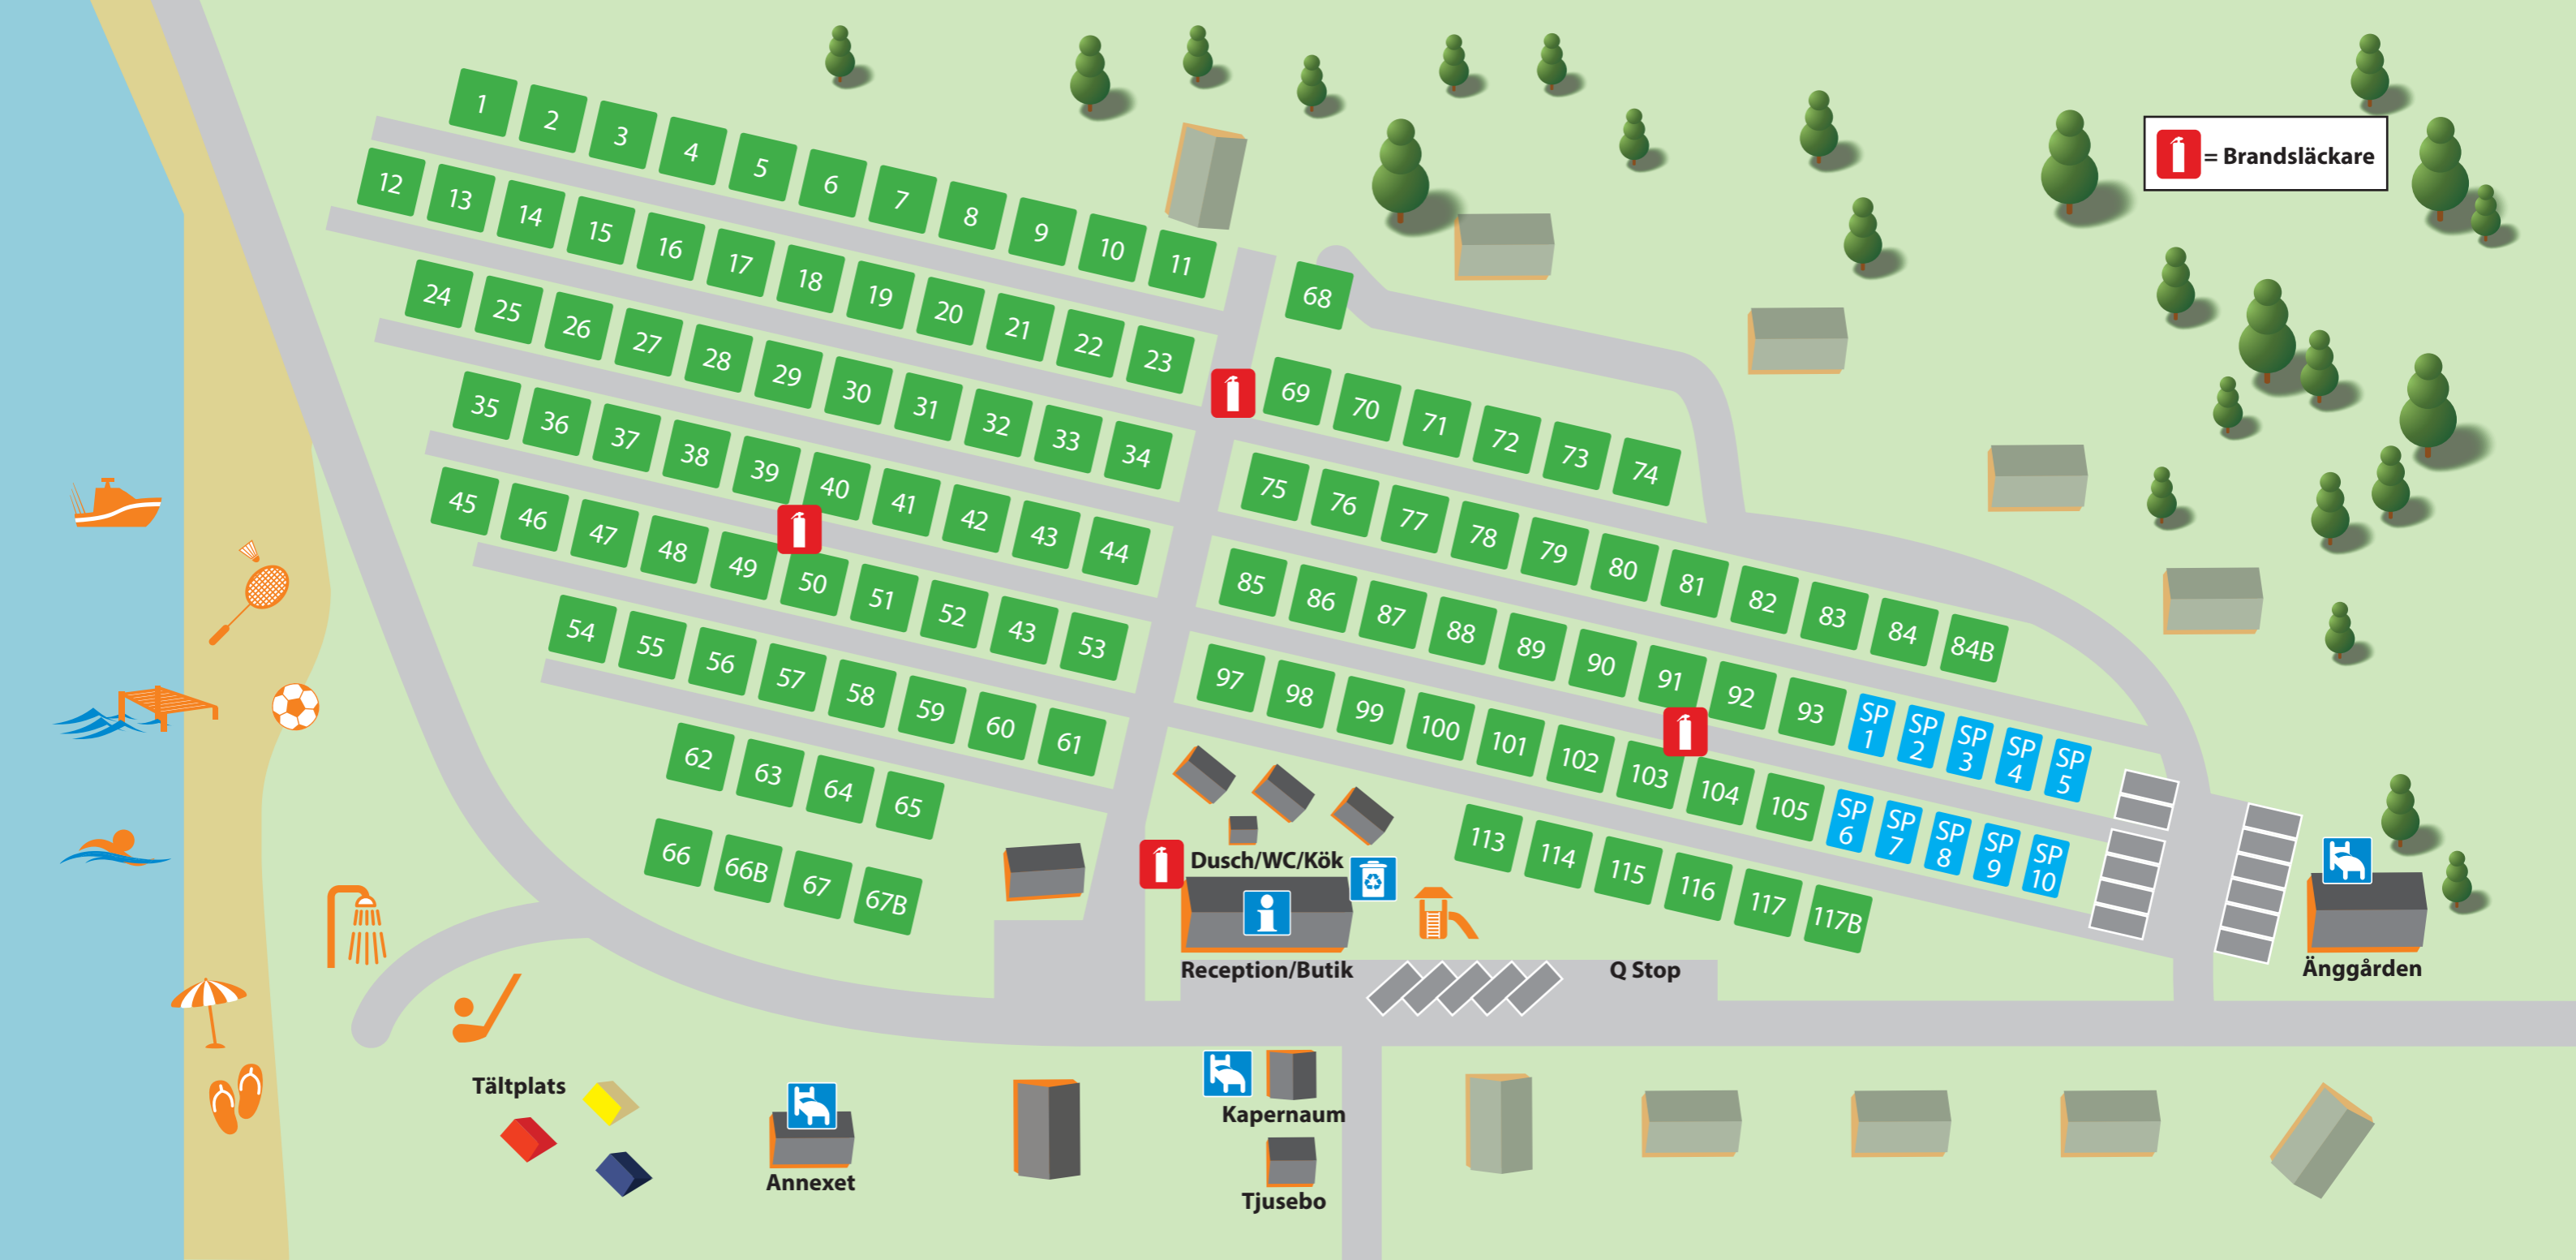 1 2 3 4 5 6 7 8 9 10 11
12 13 14 15 16 17 18 19 20 21 22 23
24 25 26 27 28 29 30 31 32 33 34
35 36 37 38 39 40 41 42 43 44
45 46 47 48 49 50 51 52 43 53
54 55 56 57 58 59 60 61
62 63 64 65
66 66B 67 67B
68
69 70 71 72 73 74
75 76 77 78 79 80 81 82 83 84 84B
85 86 87 88 89 90 91 92 93 SP 1 SP 2 SP 3 SP 4 SP 5
97 98 99 100 101 102 103 104 105 SP 6 SP 7 SP 8 SP 9 SP 10
113 114 115 116 117 117B
= Brandsläckare
Dusch/WC/Kök
i
Reception/Butik
Q Stop
Änggården
Tältplats
Annexet
Kapernaum
Tjusebo